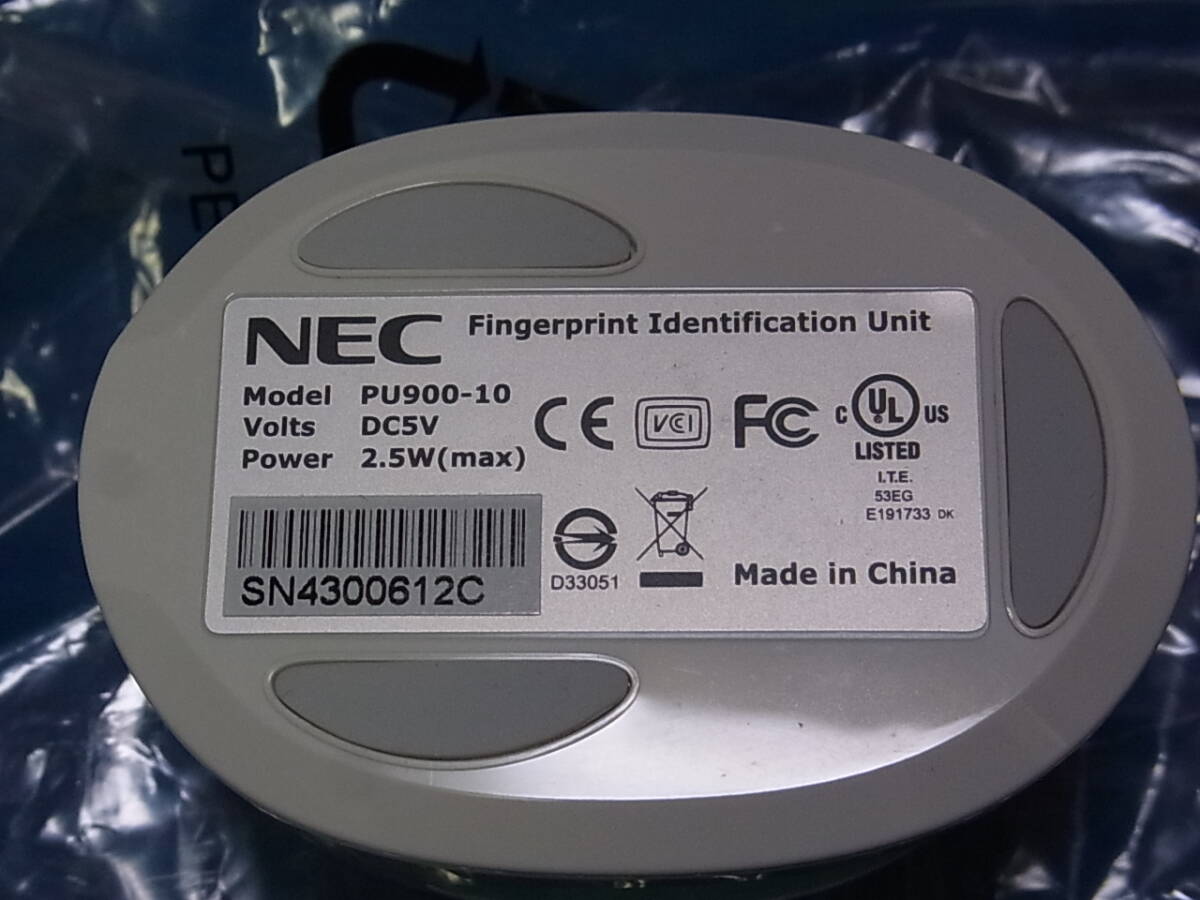 PE
NEC Fingerprint Identification Unit
Model PU900-10
Volts DC5V
Power 2.5W(max)
CE VCI FC C UL US
LISTED
I.T.E.
53EG
E191733 DK
SN4300612C
D33051
Made in China